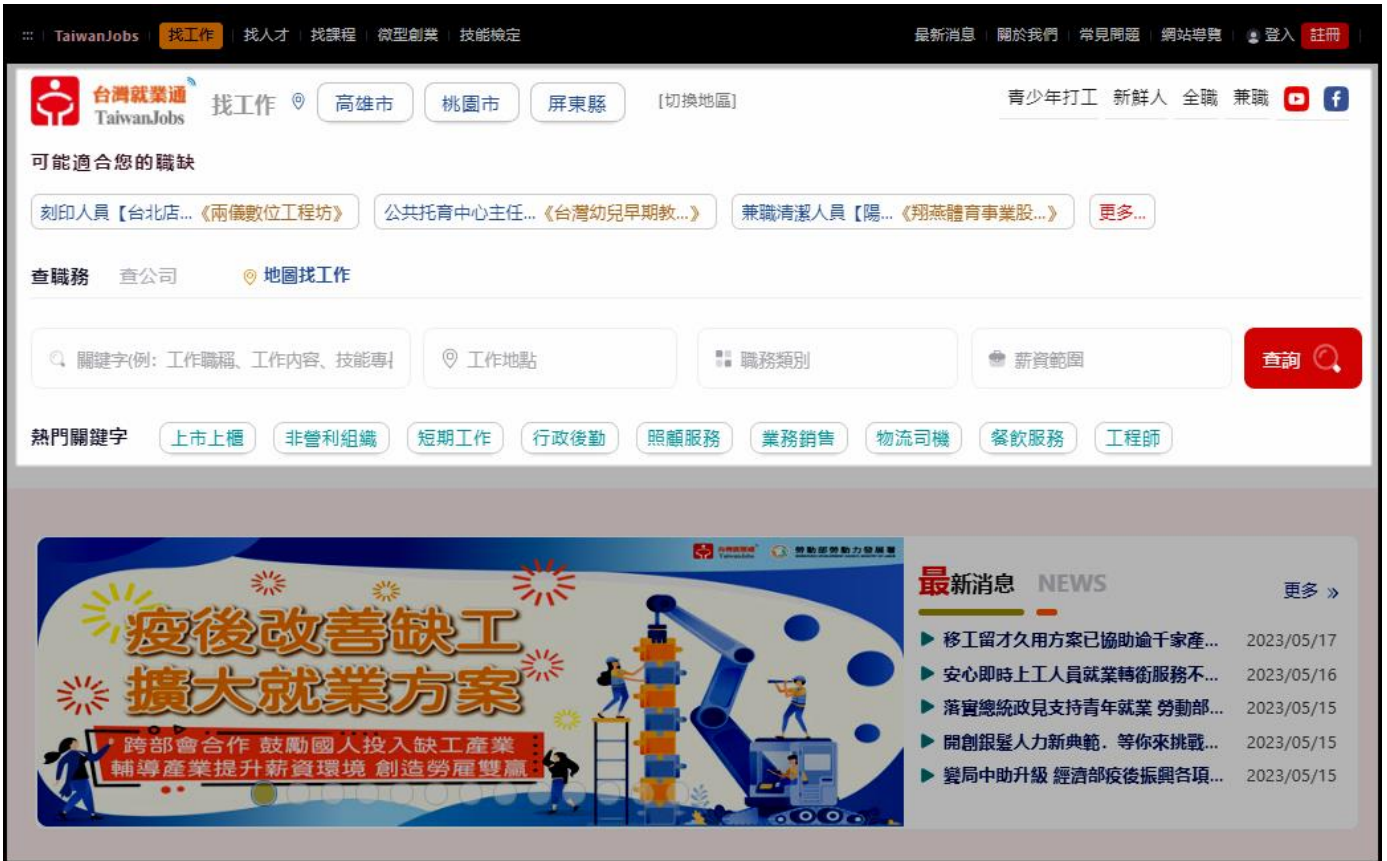 ::: TaiwanJobs 找工作 找人才 找課程 微型創業 技能檢定 最新消息 關於我們 常見問題 網站導覽 登入 註冊
台灣就業通 TaiwanJobs 找工作 高雄市 桃園市 屏東縣 [切換地區] 青少年打工 新鮮人 全職 兼職
可能適合您的職缺
刻印人員【台北店...《兩儀數位工程坊》 公共托育中心主任...《台灣幼兒早期教...》 兼職清潔人員【陽...《翔燕體育事業股...》 更多...
查職務 查公司 地圖找工作
關鍵字(例：工作職稱、工作內容、技能專 工作地點 職務類別 薪資範圍 查詢
熱門關鍵字 上市上櫃 非營利組織 短期工作 行政後勤 照顧服務 業務銷售 物流司機 餐飲服務 工程師
台灣就業通 TaiwanJobs 勞動部勞動力發展署
疫後改善缺工
擴大就業方案
跨部會合作 鼓勵國人投入缺工產業
輔導產業提升薪資環境 創造勞雇雙贏
最新消息 NEWS 更多 »
移工留才久用方案已協助逾千家產... 2023/05/17
安心即時上工人員就業轉銜服務不... 2023/05/16
落實總統政見支持青年就業 勞動部... 2023/05/15
開創銀髮人力新典範．等你來挑戰... 2023/05/15
變局中助升級 經濟部疫後振興各項... 2023/05/15